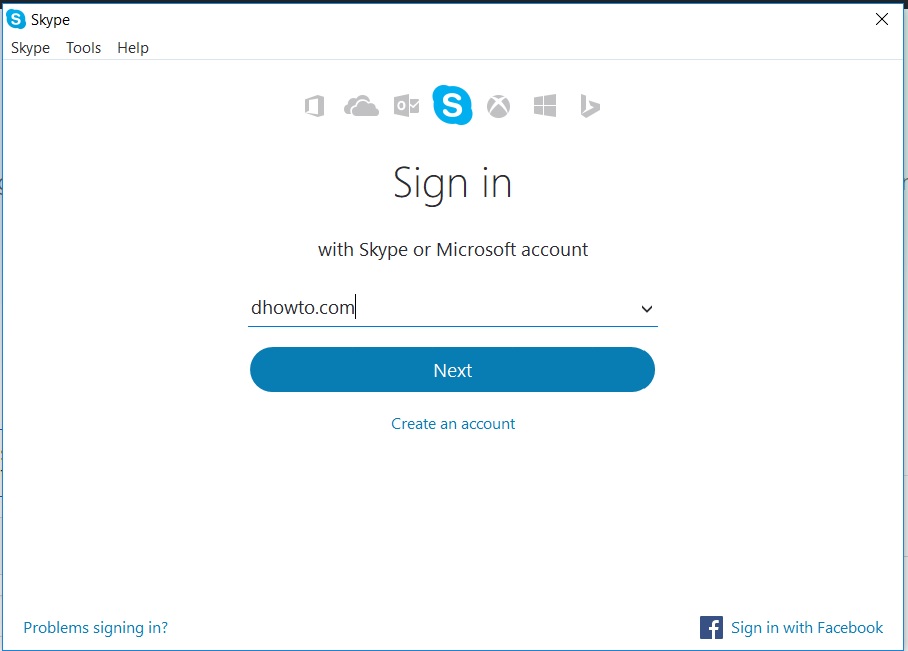 Skype
Skype Tools Help
Sign in
with Skype or Microsoft account
dhowto.com
Next
Create an account
Problems signing in?
Sign in with Facebook